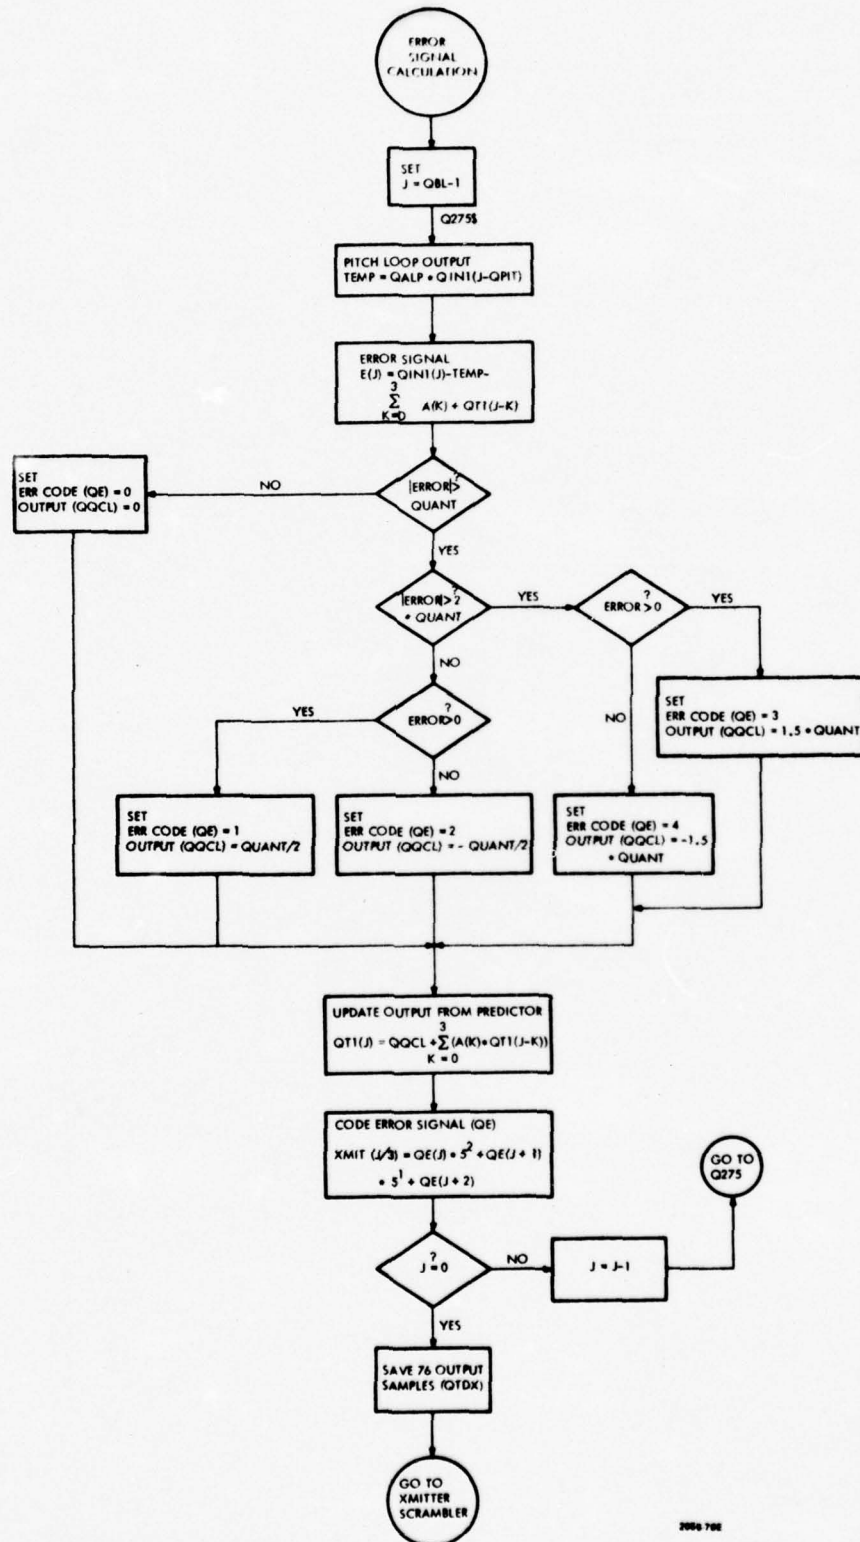 ERROR
SIGNAL
CALCULATION
SET
J = QBL-1
Q275$
PITCH LOOP OUTPUT
TEMP = QALP • QIN1(J-QPIT)
ERROR SIGNAL
E(J) = QIN1(J)-TEMP-
3
∑ A(K) + QT1(J-K)
K=0
?
|ERROR|>
QUANT
NO
SET
ERR CODE (QE) = 0
OUTPUT (QQCL) = 0
YES
?
|ERROR|> 2
• QUANT
YES
?
ERROR > 0
YES
NO
?
ERROR>0
YES
NO
NO
SET
ERR CODE (QE) = 3
OUTPUT (QQCL) = 1.5 • QUANT
SET
ERR CODE (QE) = 1
OUTPUT (QQCL) = QUANT/2
SET
ERR CODE (QE) = 2
OUTPUT (QQCL) = - QUANT/2
SET
ERR CODE (QE) = 4
OUTPUT (QQCL) = -1.5
• QUANT
UPDATE OUTPUT FROM PREDICTOR
3
QT1(J) = QQCL + ∑ (A(K)•QT1(J-K))
K = 0
CODE ERROR SIGNAL (QE)
XMIT (J/3) = QE(J) • 5² + QE(J + 1)
• 5¹ + QE(J + 2)
GO TO
Q275
?
J = 0
NO
J = J-1
YES
SAVE 76 OUTPUT
SAMPLES (QTDX)
GO TO
XMITTER
SCRAMBLER